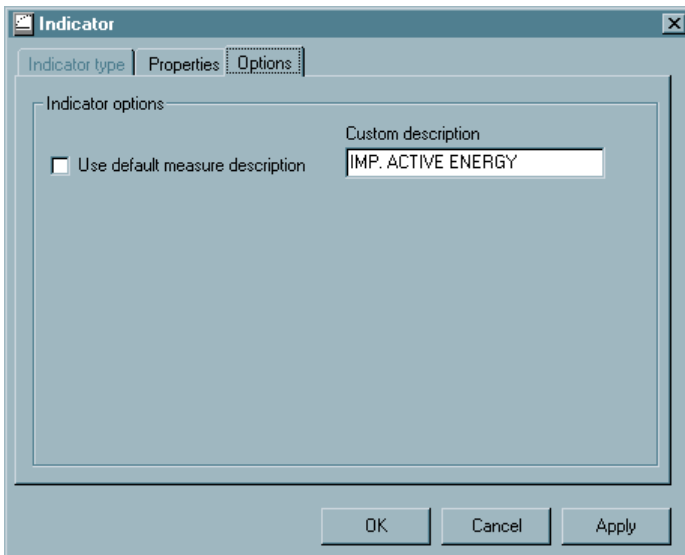 Indicator
Indicator type Properties Options
Indicator options
Custom description
Use default measure description IMP. ACTIVE ENERGY
OK Cancel Apply